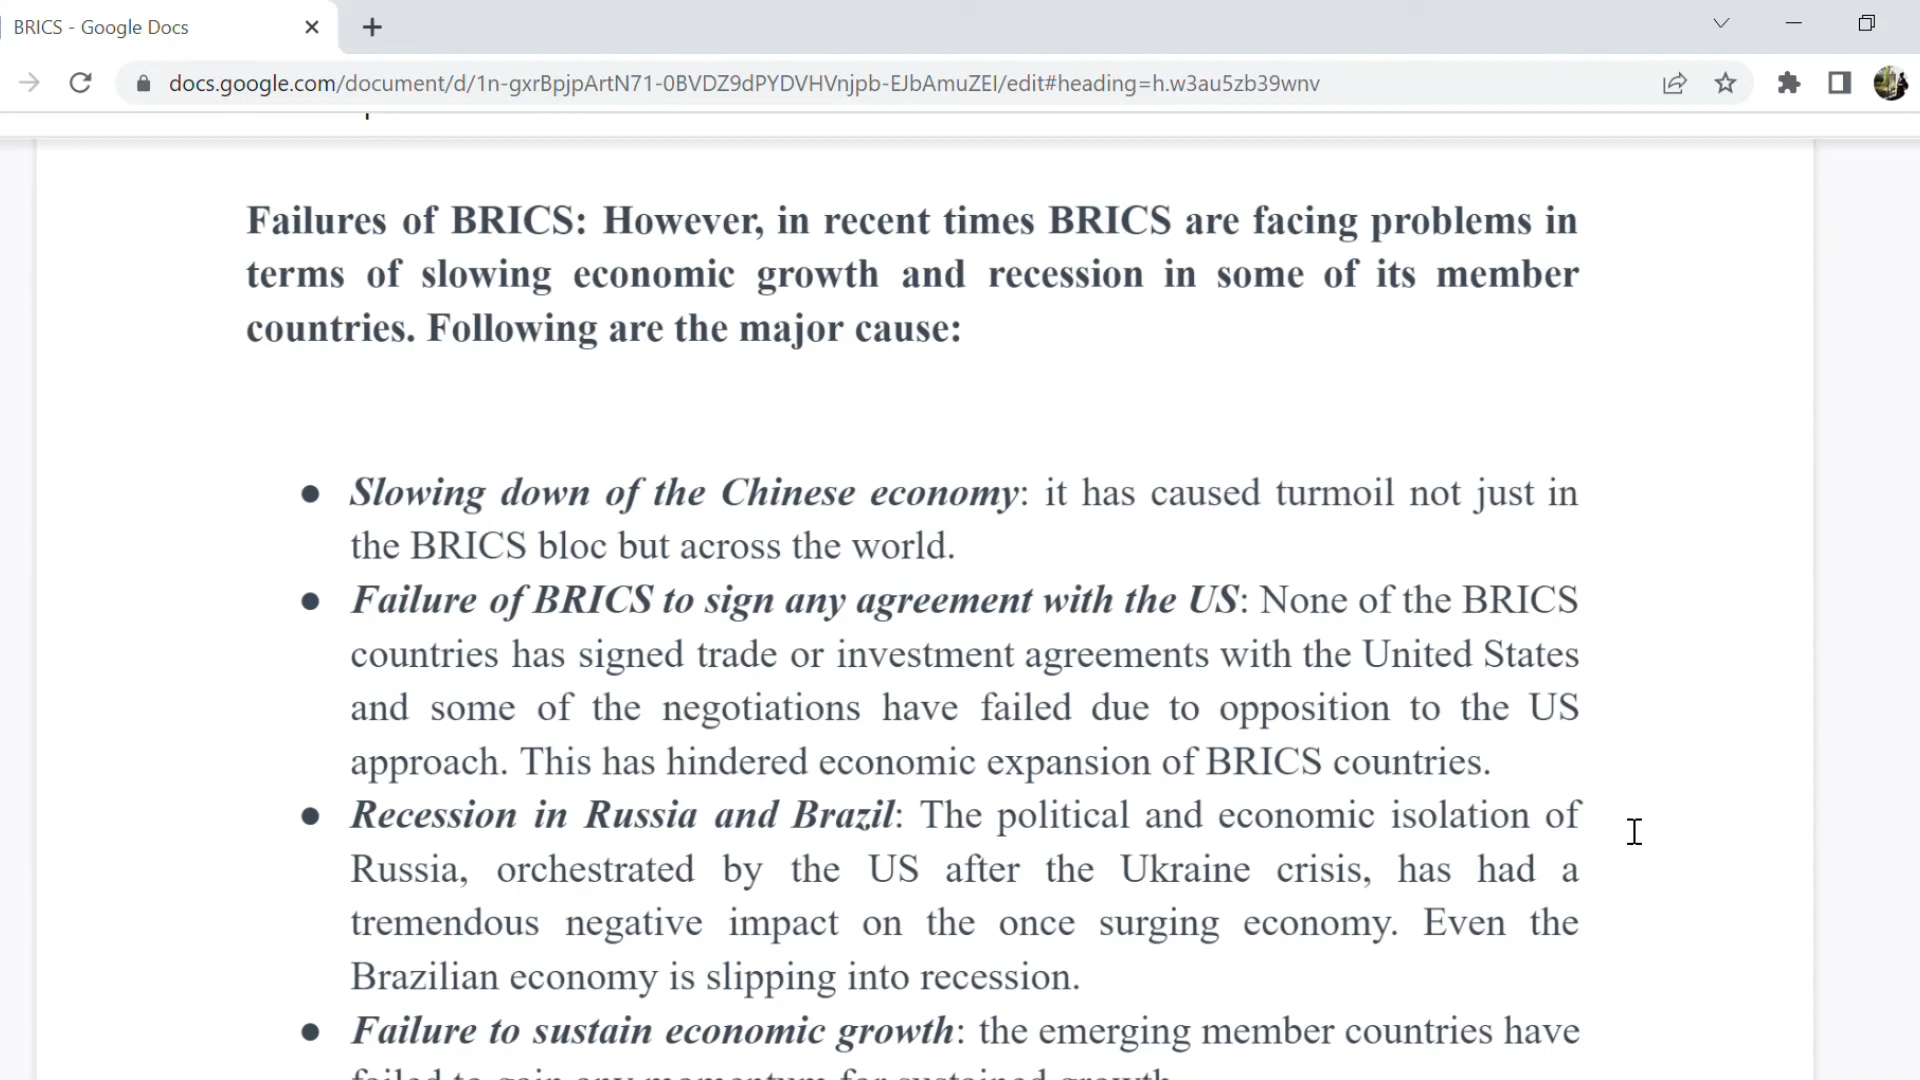 BRICS - Google Docs
docs.google.com/document/d/1n-gxrBpjpArtN71-0BVDZ9dPYDVHVnjpb-EJbAmuZEI/edit#heading=h.w3au5zb39wnv
Failures of BRICS: However, in recent times BRICS are facing problems in
terms of slowing economic growth and recession in some of its member
countries. Following are the major cause:
● Slowing down of the Chinese economy: it has caused turmoil not just in
the BRICS bloc but across the world.
● Failure of BRICS to sign any agreement with the US: None of the BRICS
countries has signed trade or investment agreements with the United States
and some of the negotiations have failed due to opposition to the US
approach. This has hindered economic expansion of BRICS countries.
● Recession in Russia and Brazil: The political and economic isolation of
Russia, orchestrated by the US after the Ukraine crisis, has had a
tremendous negative impact on the once surging economy. Even the
Brazilian economy is slipping into recession.
● Failure to sustain economic growth: the emerging member countries have
failed to gain any momentum for sustained growth.